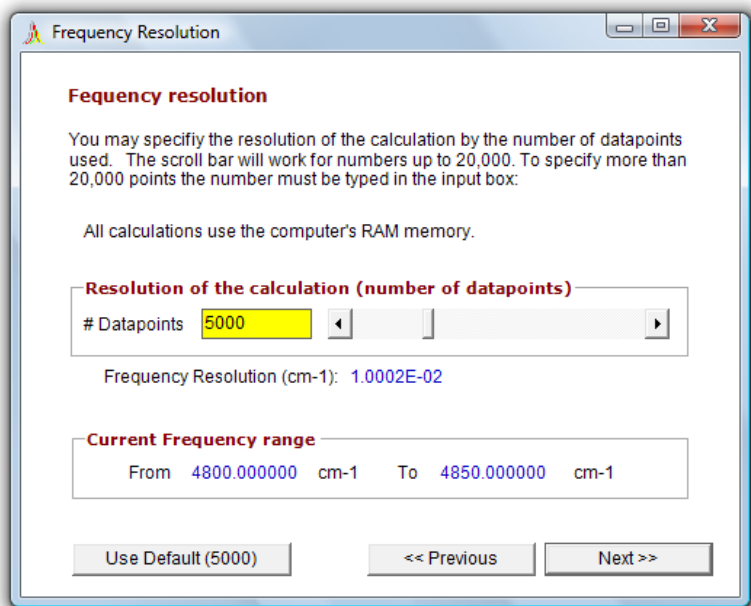 Frequency Resolution
Fequency resolution
You may specifiy the resolution of the calculation by the number of datapoints
used. The scroll bar will work for numbers up to 20,000. To specify more than
20,000 points the number must be typed in the input box:
All calculations use the computer's RAM memory.
Resolution of the calculation (number of datapoints)
# Datapoints 5000
Frequency Resolution (cm-1): 1.0002E-02
Current Frequency range
From 4800.000000 cm-1 To 4850.000000 cm-1
Use Default (5000) << Previous Next >>